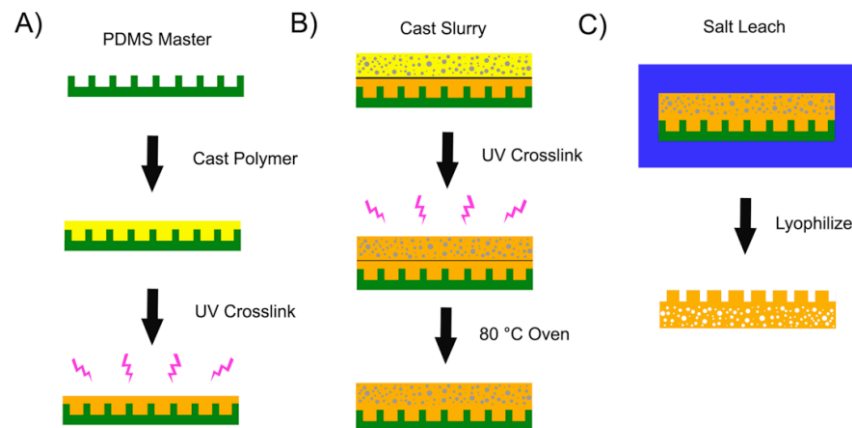 A)
PDMS Master
Cast Polymer
UV Crosslink
B)
Cast Slurry
UV Crosslink
80 °C Oven
C)
Salt Leach
Lyophilize